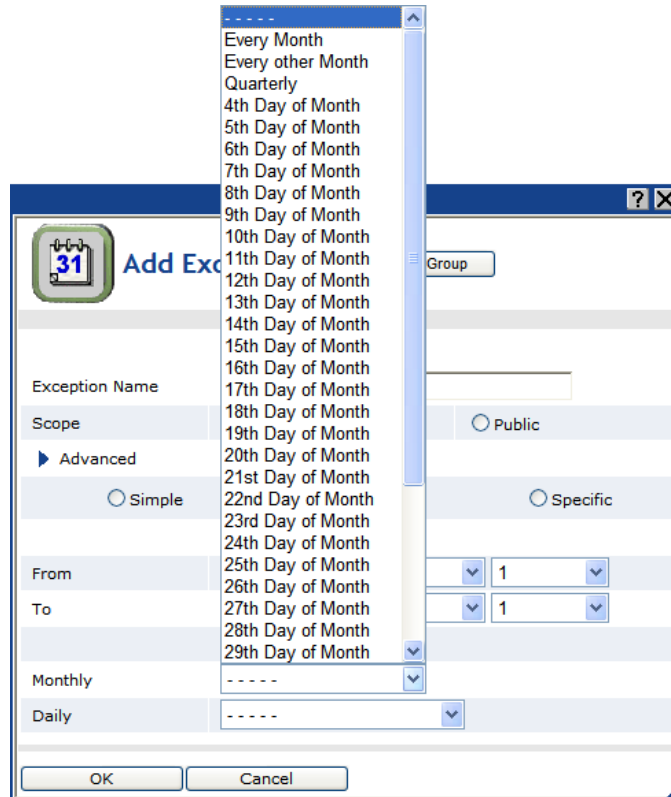 - - - - -
Every Month
Every other Month
Quarterly
4th Day of Month
5th Day of Month
6th Day of Month
7th Day of Month
8th Day of Month
9th Day of Month
10th Day of Month
11th Day of Month
12th Day of Month
13th Day of Month
14th Day of Month
15th Day of Month
16th Day of Month
17th Day of Month
18th Day of Month
19th Day of Month
20th Day of Month
21st Day of Month
22nd Day of Month
23rd Day of Month
24th Day of Month
25th Day of Month
26th Day of Month
27th Day of Month
28th Day of Month
29th Day of Month
? X
31 Add Exc Group
Exception Name
Scope Public
Advanced
Simple Specific
From 1
To 1
Monthly - - - - -
Daily - - - - -
OK Cancel